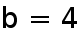 b = 4